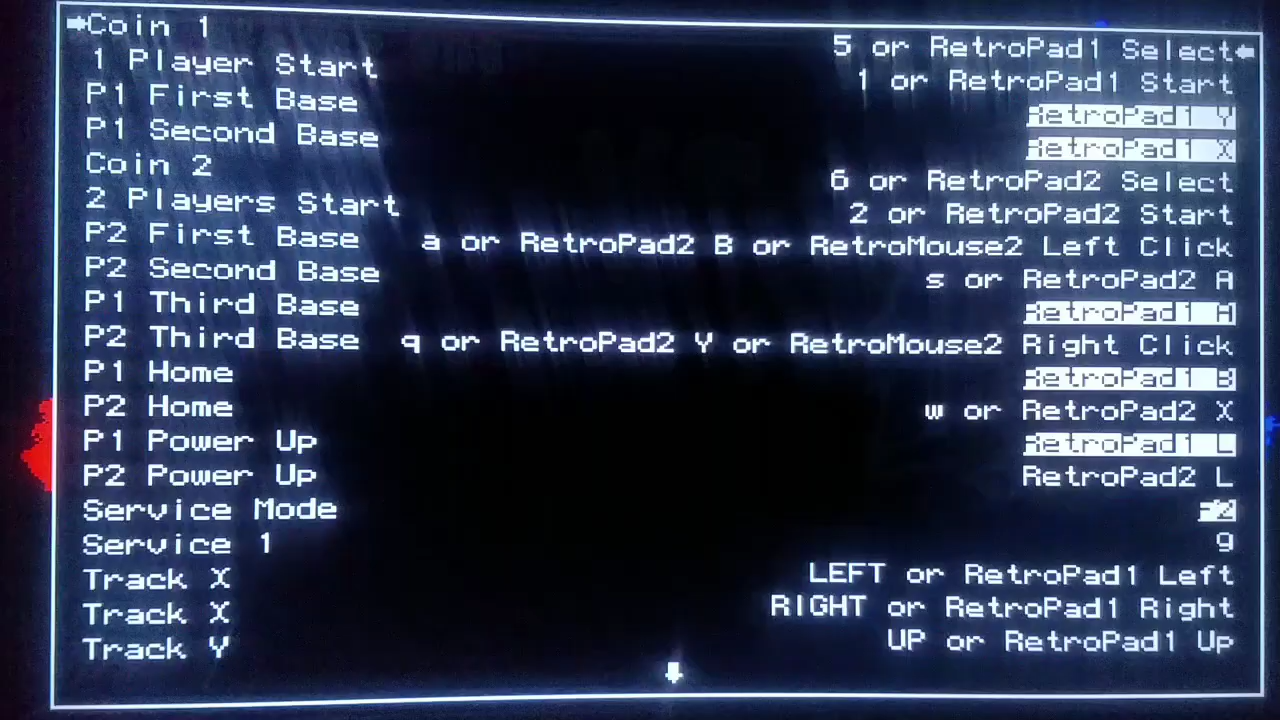 Coin 1 5 or RetroPad1 Select
1 Player Start 1 or RetroPad1 Start
P1 First Base RetroPad1 Y
P1 Second Base RetroPad1 X
Coin 2 6 or RetroPad2 Select
2 Players Start 2 or RetroPad2 Start
P2 First Base a or RetroPad2 B or RetroMouse2 Left Click
P2 Second Base s or RetroPad2 A
P1 Third Base RetroPad1 A
P2 Third Base q or RetroPad2 Y or RetroMouse2 Right Click
P1 Home RetroPad1 B
P2 Home w or RetroPad2 X
P1 Power Up RetroPad1 L
P2 Power Up RetroPad2 L
Service Mode F2
Service 1 9
Track X LEFT or RetroPad1 Left
Track X RIGHT or RetroPad1 Right
Track Y UP or RetroPad1 Up